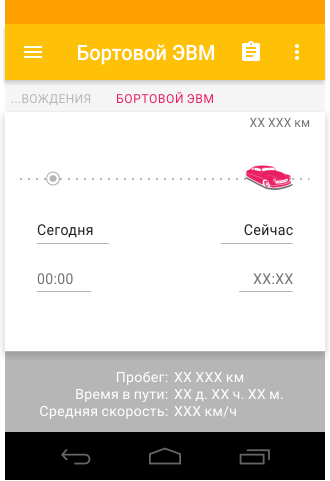 Бортовой ЭВМ
...ВОЖДЕНИЯ БОРТОВОЙ ЭВМ
XX XXX км
Сегодня Сейчас
00:00 XX:XX
Пробег: XX XXX км
Время в пути: XX д. XX ч. XX м.
Средняя скорость: XXX км/ч